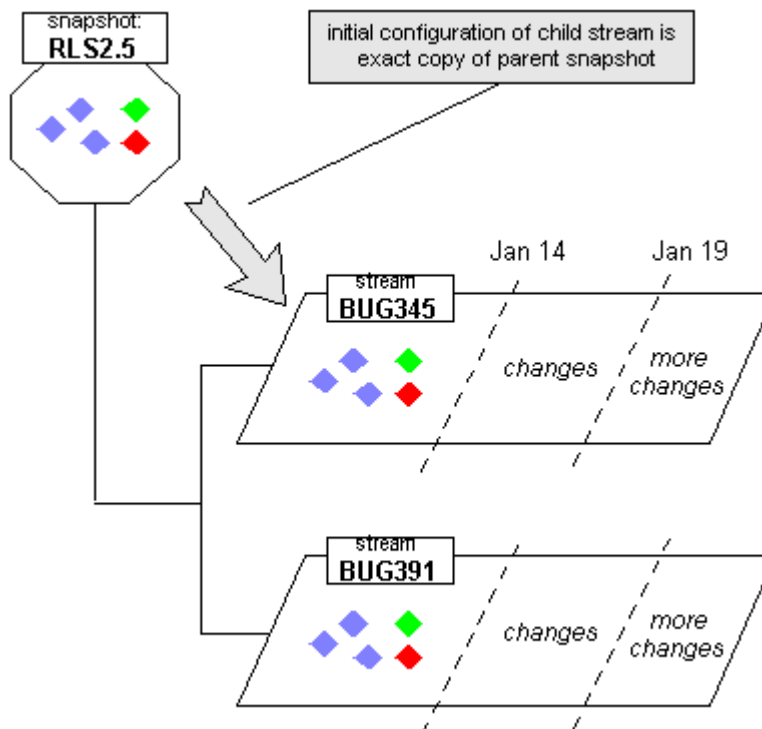 snapshot:
RLS2.5
initial configuration of child stream is
exact copy of parent snapshot
Jan 14
Jan 19
stream
BUG345
changes
more
changes
stream
BUG391
changes
more
changes